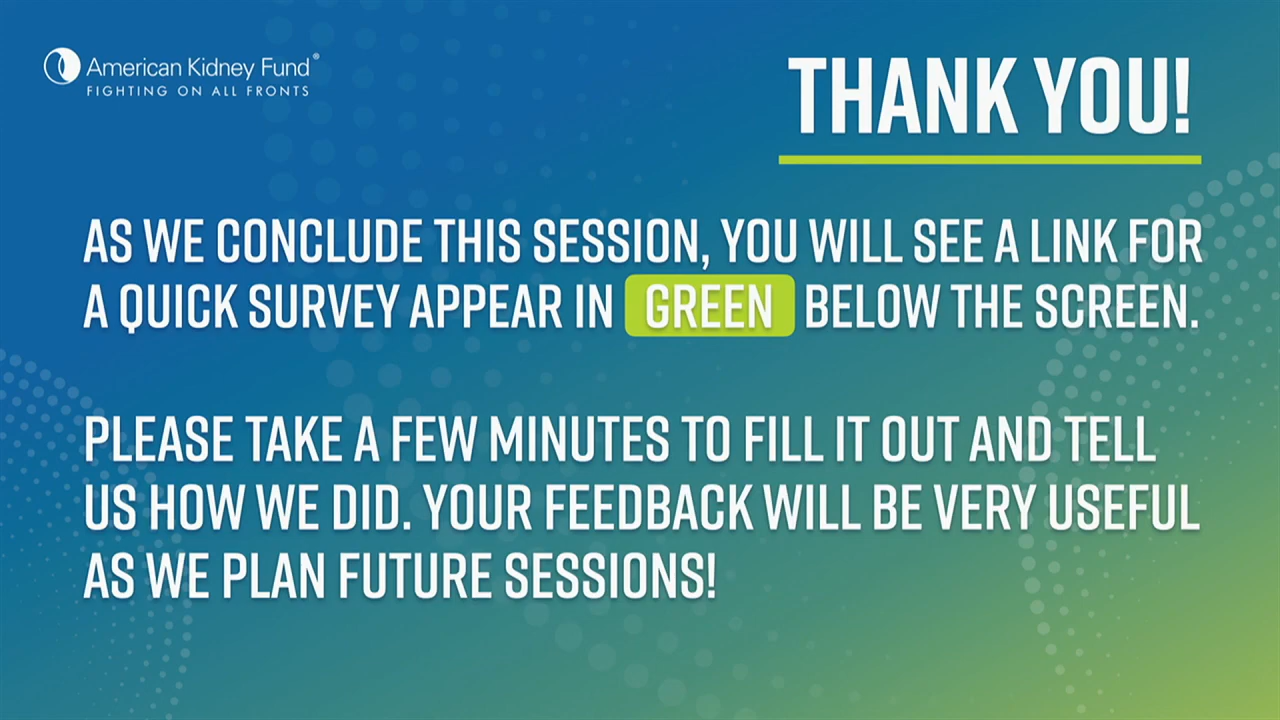 American Kidney Fund®
FIGHTING ON ALL FRONTS
THANK YOU!
AS WE CONCLUDE THIS SESSION, YOU WILL SEE A LINK FOR
A QUICK SURVEY APPEAR IN GREEN BELOW THE SCREEN.
PLEASE TAKE A FEW MINUTES TO FILL IT OUT AND TELL
US HOW WE DID. YOUR FEEDBACK WILL BE VERY USEFUL
AS WE PLAN FUTURE SESSIONS!